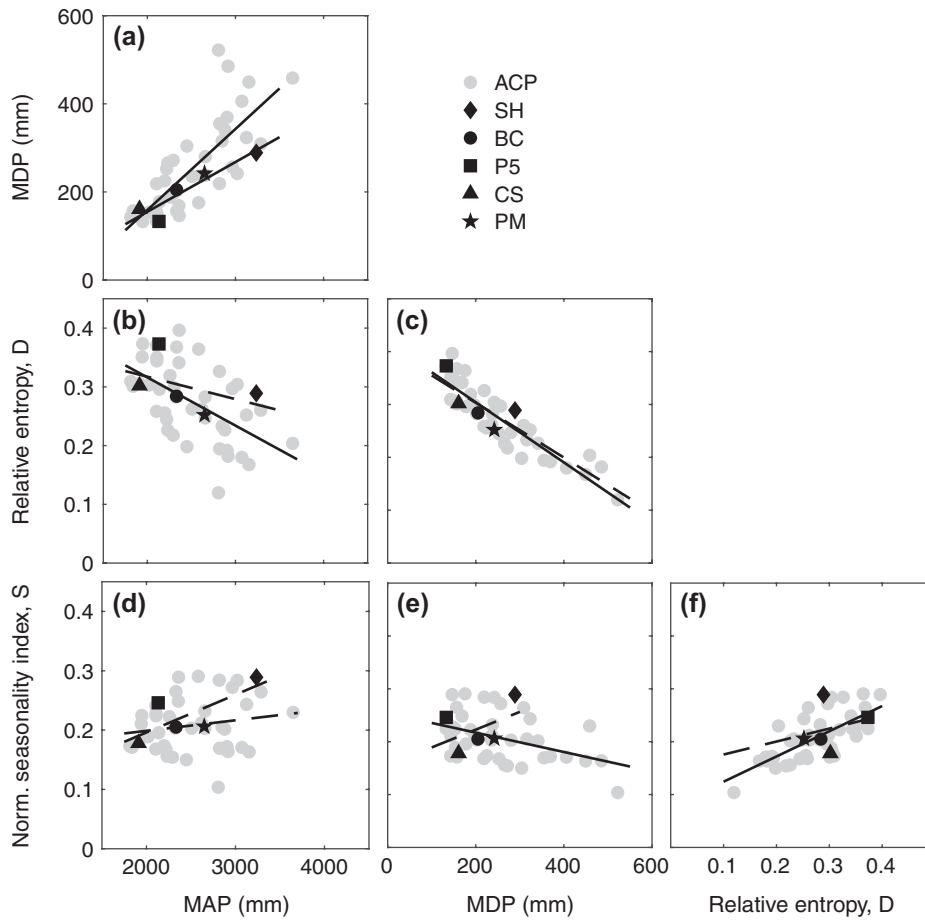 (a)
600
400
200
0
MDP (mm)
ACP
SH
BC
P5
CS
PM
(b)
0.4
0.3
0.2
0.1
0
Relative entropy, D
(c)
(d)
0.4
0.3
0.2
0.1
0
Norm. seasonality index, S
2000 3000 4000
MAP (mm)
(e)
0 200 400 600
MDP (mm)
(f)
0.1 0.2 0.3 0.4
Relative entropy, D